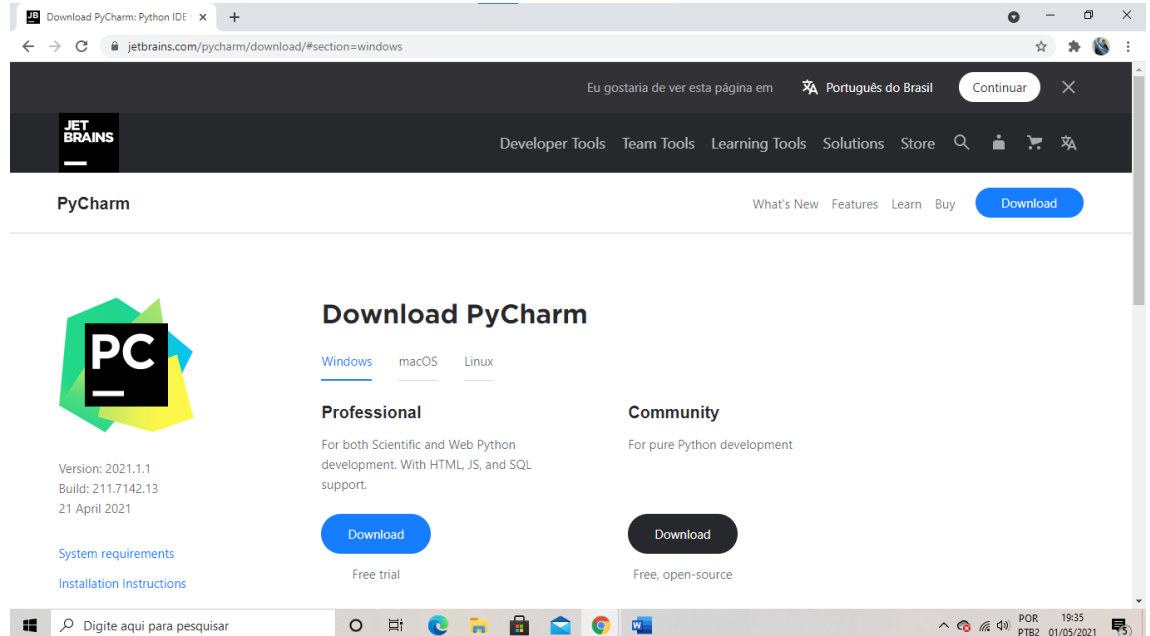 JB Download PyCharm: Python IDE
jetbrains.com/pycharm/download/#section=windows
Eu gostaria de ver esta página em Português do Brasil Continuar
JET
BRAINS
Developer Tools Team Tools Learning Tools Solutions Store
PyCharm What's New Features Learn Buy Download
Download PyCharm
PC
Windows macOS Linux
Professional Community
For both Scientific and Web Python For pure Python development
development. With HTML, JS, and SQL
support.
Version: 2021.1.1
Build: 211.7142.13
21 April 2021
Download Download
System requirements
Free trial Free, open-source
Installation Instructions
Digite aqui para pesquisar
W
POR 19:35
PTB2 01/05/2021
5